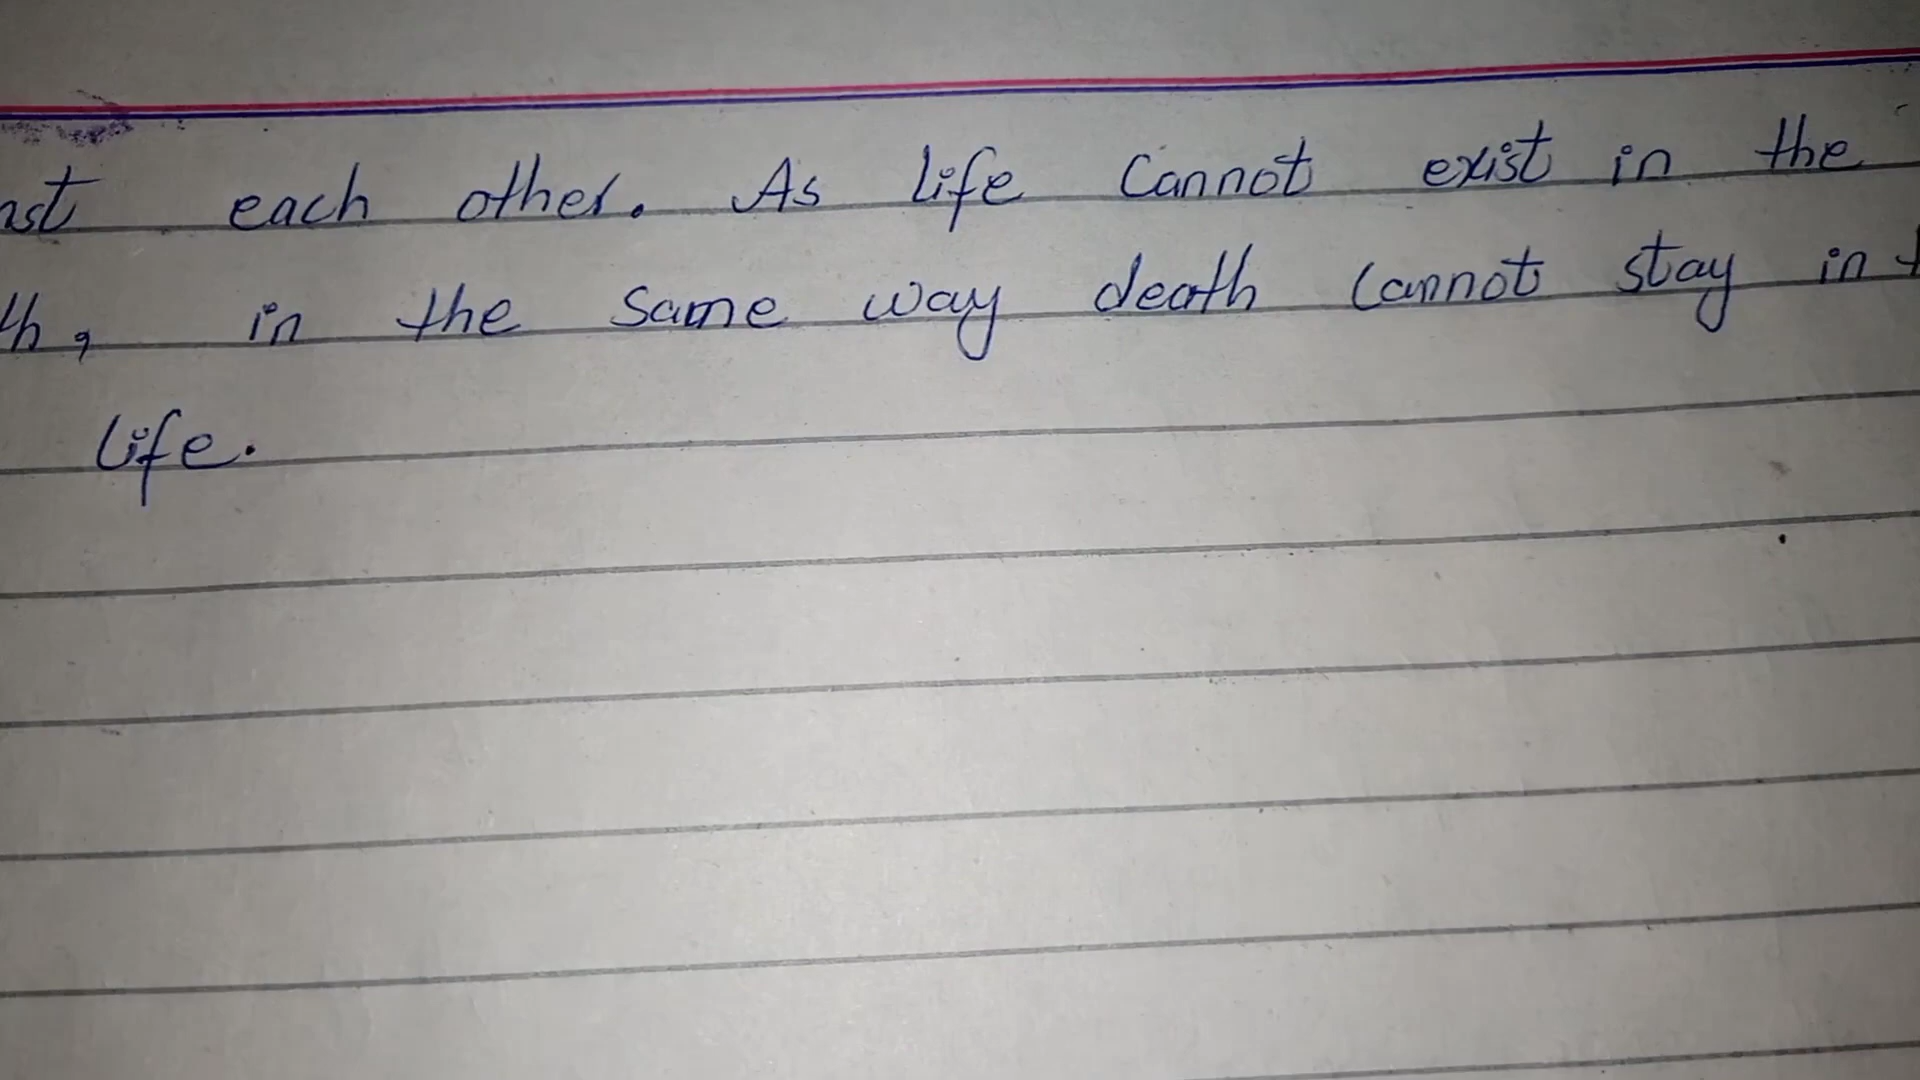 each other. As life Cannot exist in the
in the same way death Cannot stay in
life.